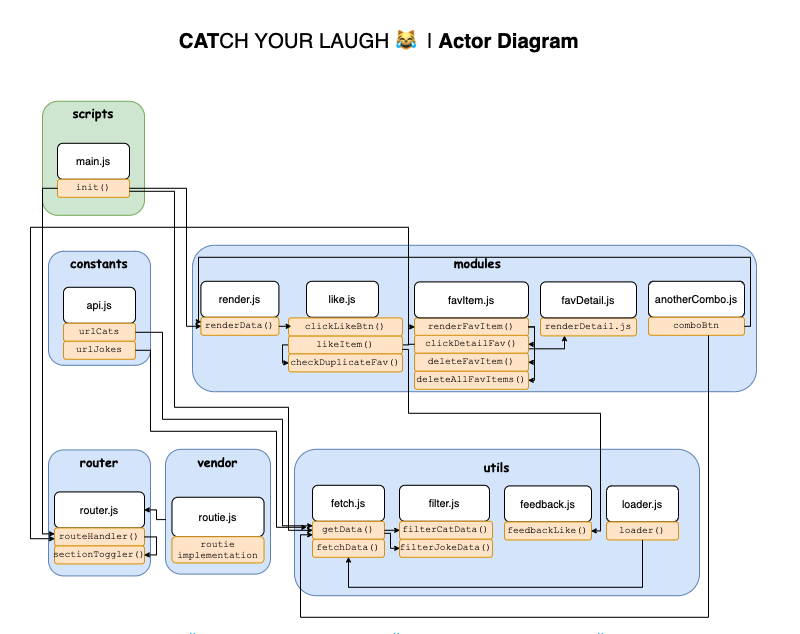 CATCH YOUR LAUGH 😹 | Actor Diagram
scripts
main.js
init()
constants
api.js
urlCats
urlJokes
modules
render.js
renderData()
like.js
clickLikeBtn()
likeItem()
checkDuplicateFav()
favItem.js
renderFavItem()
clickDetailFav()
deleteFavItem()
deleteAllFavItems()
favDetail.js
renderDetail.js
anotherCombo.js
comboBtn
router
router.js
routeHandler()
sectionToggler()
vendor
routie.js
routie
implementation
utils
fetch.js
getData()
fetchData()
filter.js
filterCatData()
filterJokeData()
feedback.js
feedbackLike()
loader.js
loader()